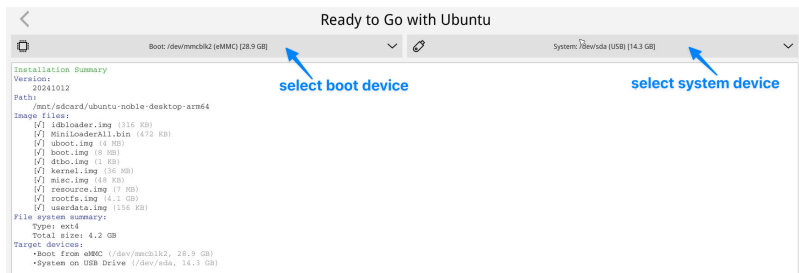 Ready to Go with Ubuntu
Boot: /dev/mmcblk2 (eMMC) [28.9 GB]
System: /dev/sda (USB) [14.3 GB]
select boot device
select system device
Installation Summary
Version:
20241012
Path:
/mnt/sdcard/ubuntu-noble-desktop-arm64
Image files:
[√] idbloader.img (316 KB)
[√] MiniLoaderAll.bin (472 KB)
[√] uboot.img (4 MB)
[√] boot.img (8 MB)
[√] dtbo.img (1 KB)
[√] kernel.img (36 MB)
[√] misc.img (48 KB)
[√] resource.img (7 MB)
[√] rootfs.img (4.1 GB)
[√] userdata.img (156 KB)
File system summary:
Type: ext4
Total size: 4.2 GB
Target devices:
•Boot from eMMC (/dev/mmcblk2, 28.9 GB)
•System on USB Drive (/dev/sda, 14.3 GB)